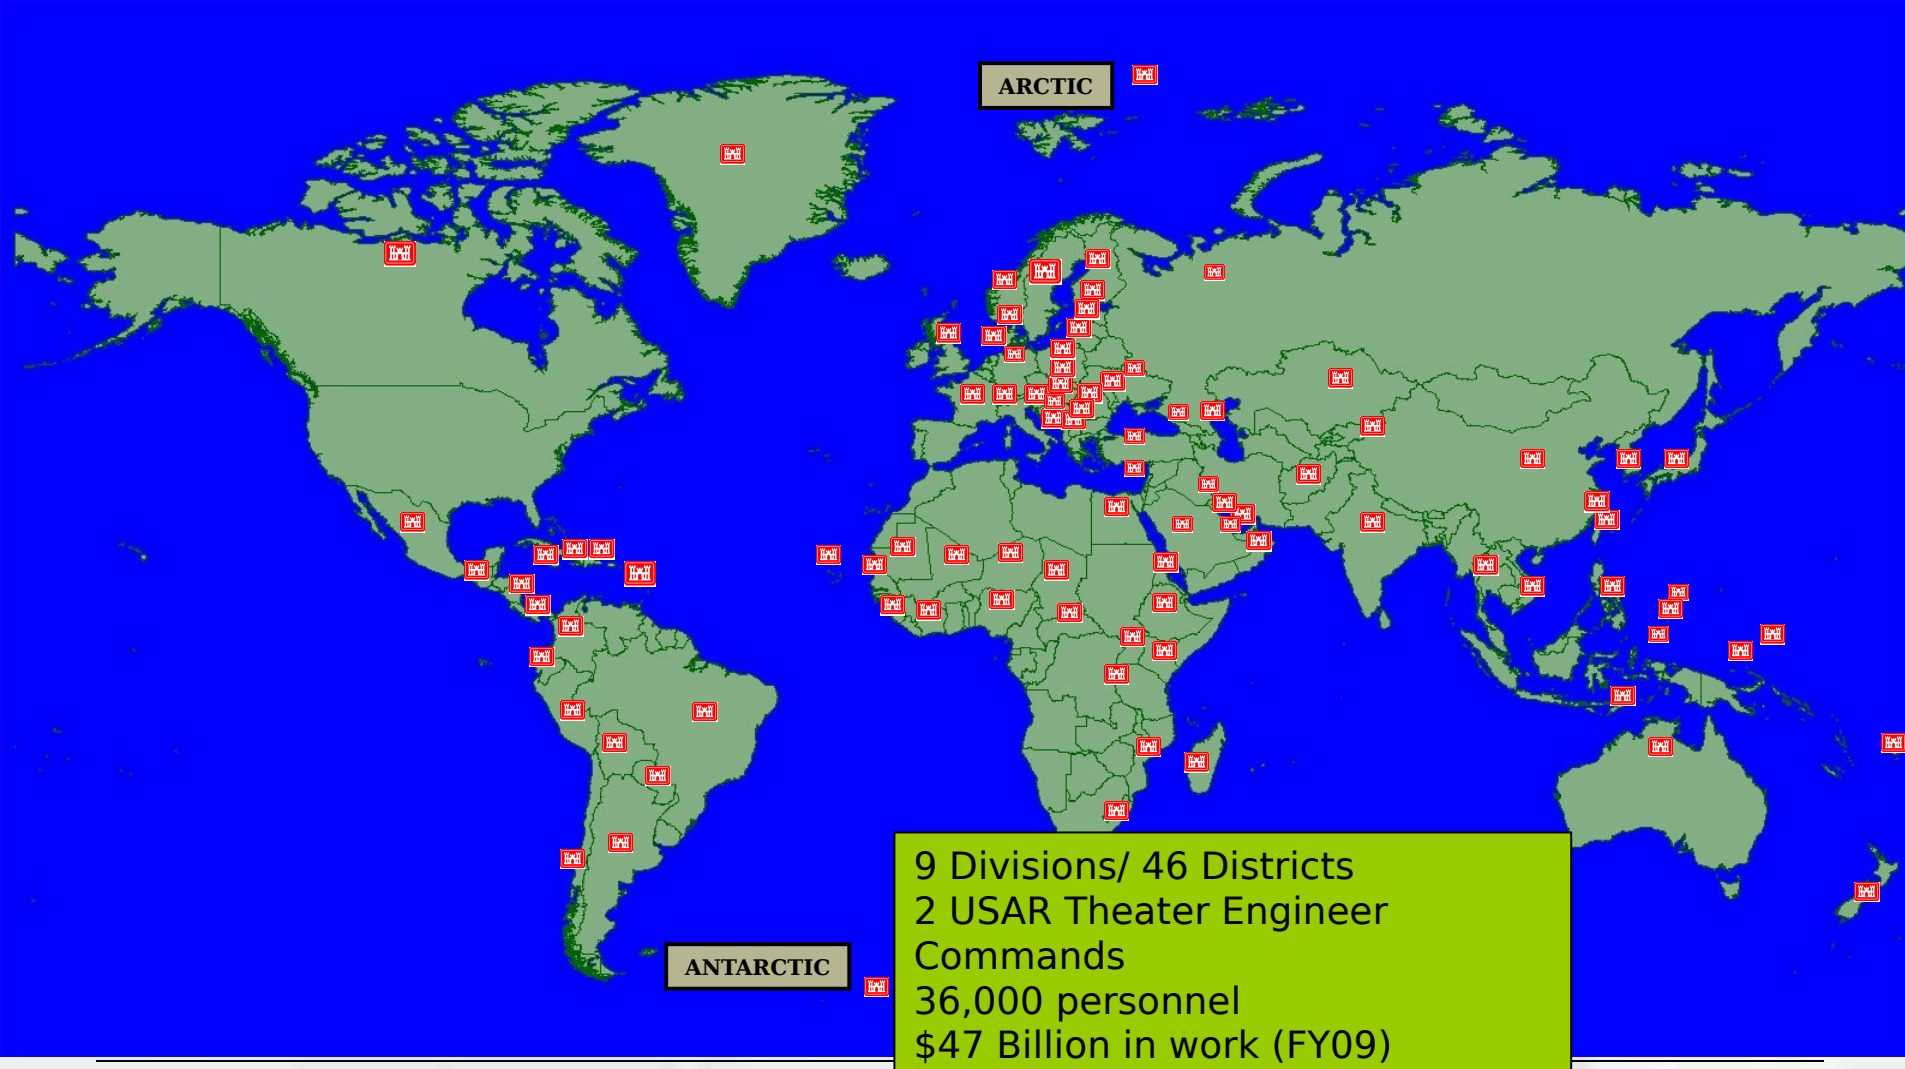 ARCTIC
ANTARCTIC
9 Divisions/ 46 Districts
2 USAR Theater Engineer
Commands
36,000 personnel
$47 Billion in work (FY09)